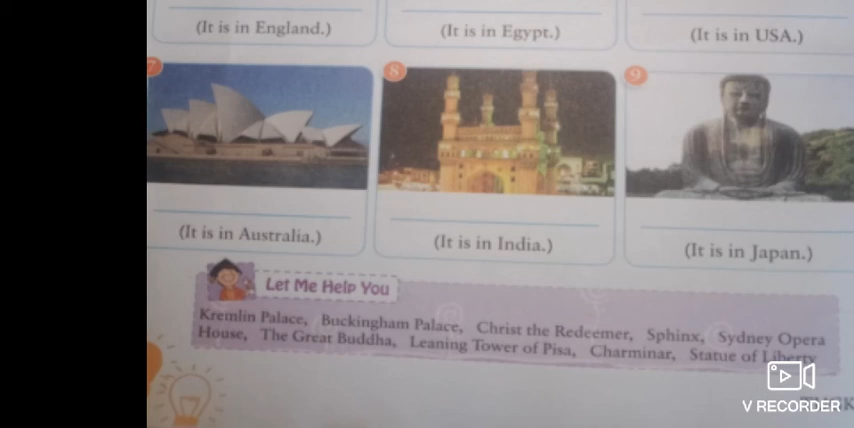 (It is in England.)
(It is in Egypt.)
(It is in USA.)
7
8
9
(It is in Australia.)
(It is in India.)
(It is in Japan.)
Let Me Help You
Kremlin Palace, Buckingham Palace, Christ the Redeemer, Sphinx, Sydney Opera
House, The Great Buddha, Leaning Tower of Pisa, Charminar, Statue of Liberty
V RECORDER